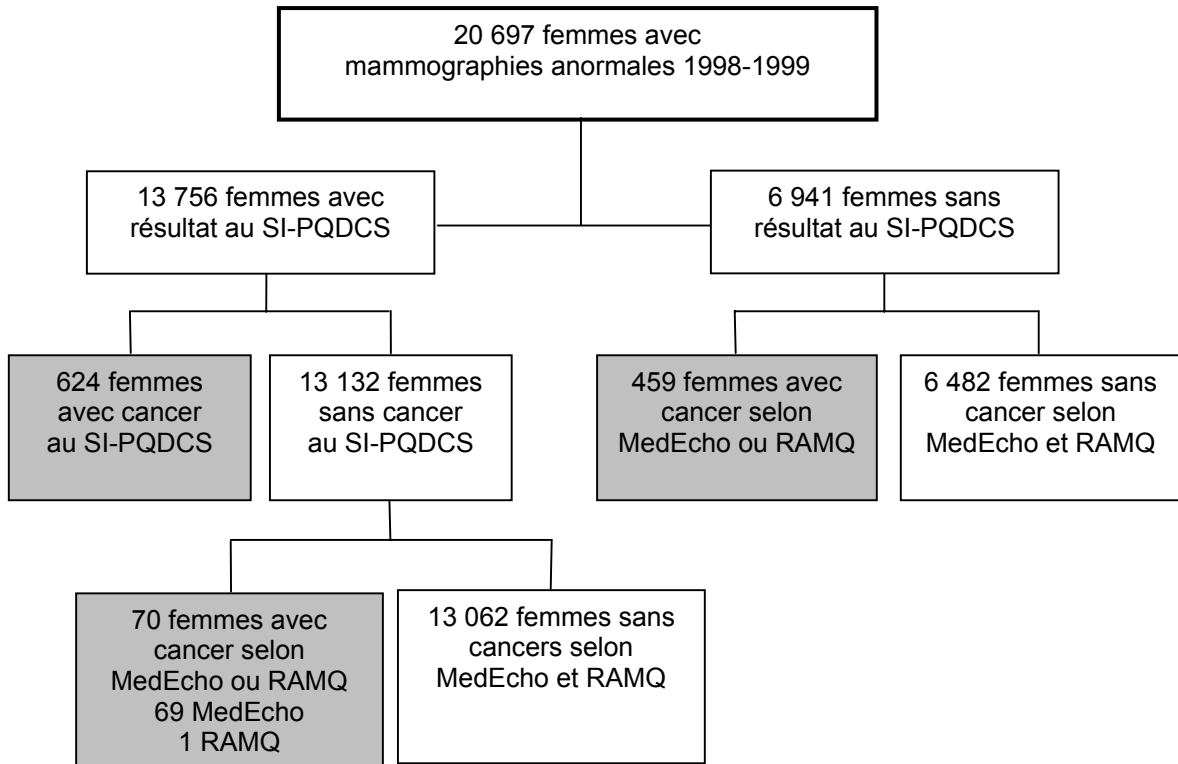 20 697 femmes avec
mammographies anormales 1998-1999
13 756 femmes avec
résultat au SI-PQDCS
6 941 femmes sans
résultat au SI-PQDCS
624 femmes
avec cancer
au SI-PQDCS
13 132 femmes
sans cancer
au SI-PQDCS
459 femmes avec
cancer selon
MedEcho ou RAMQ
6 482 femmes sans
cancer selon
MedEcho et RAMQ
70 femmes avec
cancer selon
MedEcho ou RAMQ
69 MedEcho
1 RAMQ
13 062 femmes sans
cancers selon
MedEcho et RAMQ